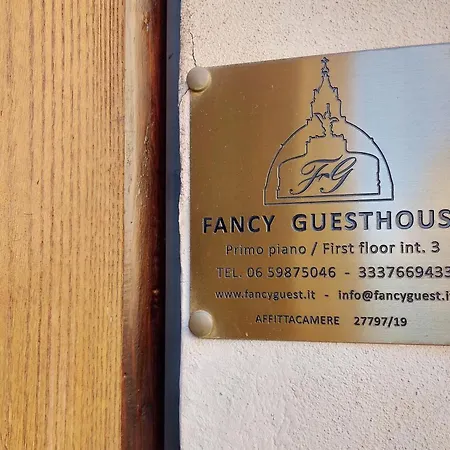 FG
FANCY GUESTHOUS
Primo piano / First floor int. 3
TEL. 06 59875046 - 3337669433
www.fancyguest.it - info@fancyguest.it
AFFITTACAMERE 27797/19